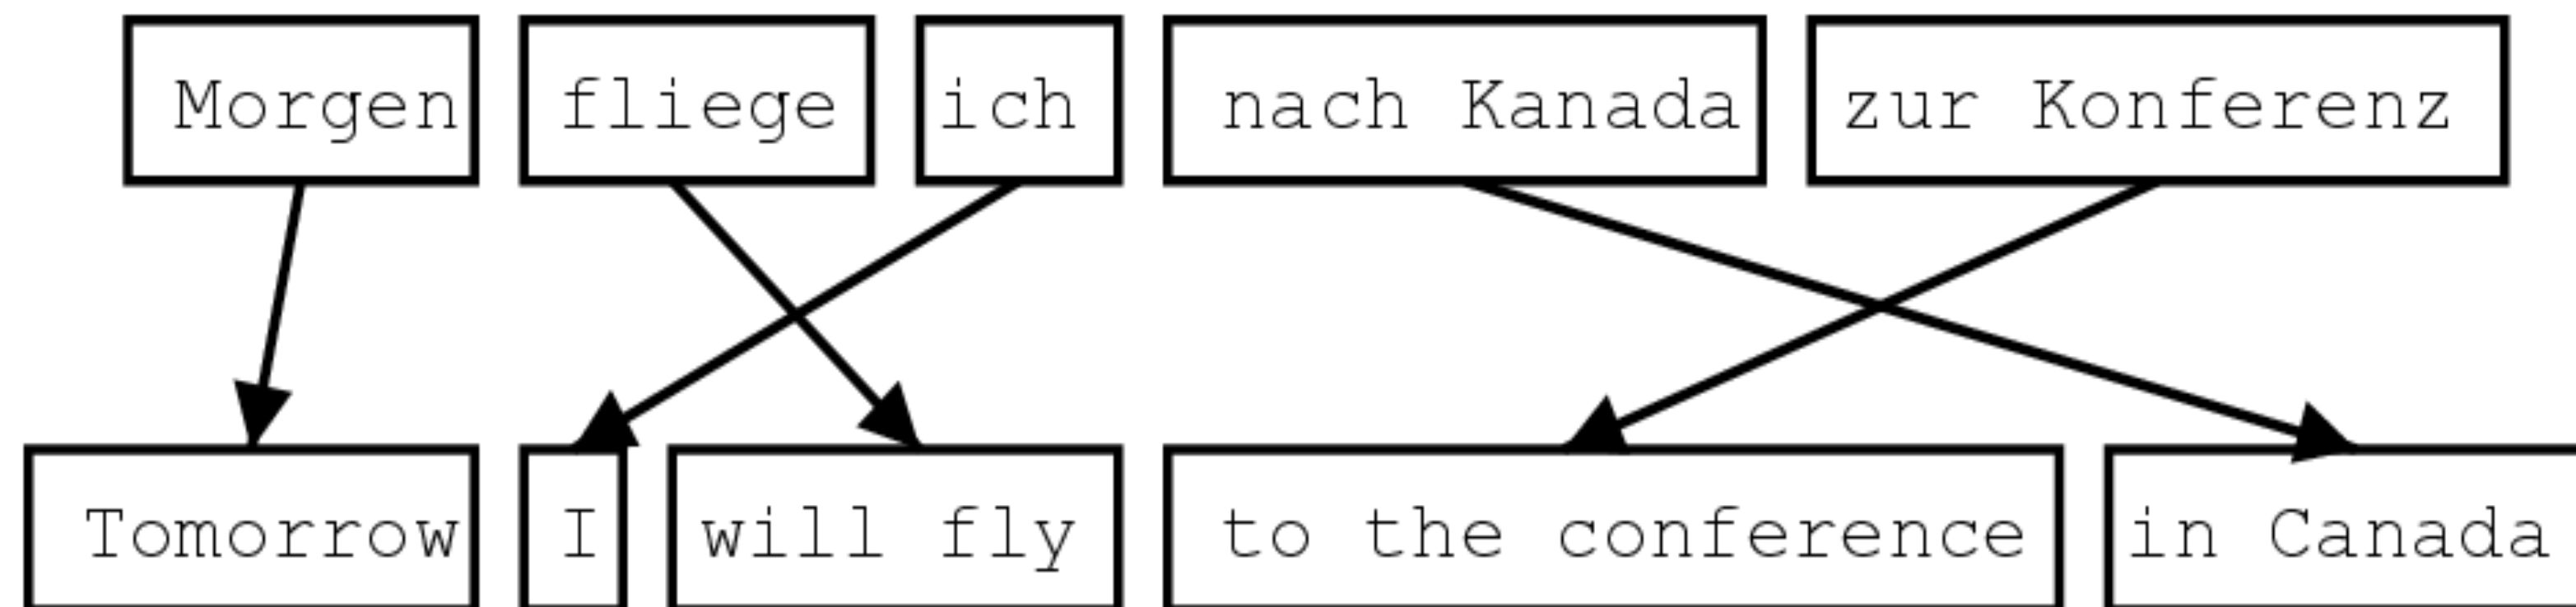 Morgen fliege ich nach Kanada zur Konferenz
Tomorrow I will fly to the conference in Canada